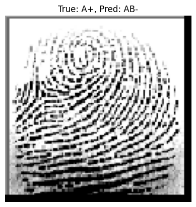 True: A+, Pred: AB-